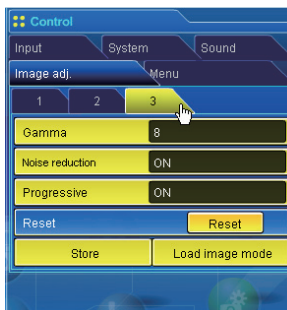 Control
Input System Sound
Image adj. Menu
1 2 3
Gamma 8
Noise reduction ON
Progressive ON
Reset Reset
Store Load image mode